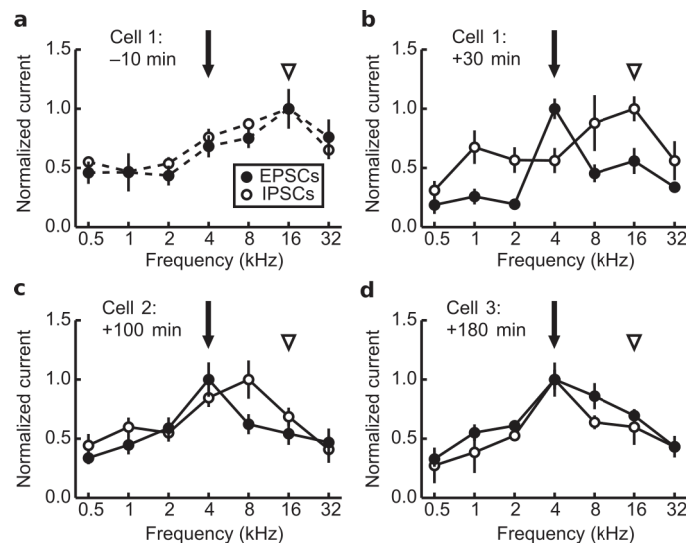 a
Cell 1:
–10 min
Normalized current
1.5
1.0
0.5
0.0
EPSCs
IPSCs
0.5 1 2 4 8 16 32
Frequency (kHz)
b
Cell 1:
+30 min
Normalized current
1.5
1.0
0.5
0.0
0.5 1 2 4 8 16 32
Frequency (kHz)
c
Cell 2:
+100 min
Normalized current
1.5
1.0
0.5
0.0
0.5 1 2 4 8 16 32
Frequency (kHz)
d
Cell 3:
+180 min
Normalized current
1.5
1.0
0.5
0.0
0.5 1 2 4 8 16 32
Frequency (kHz)